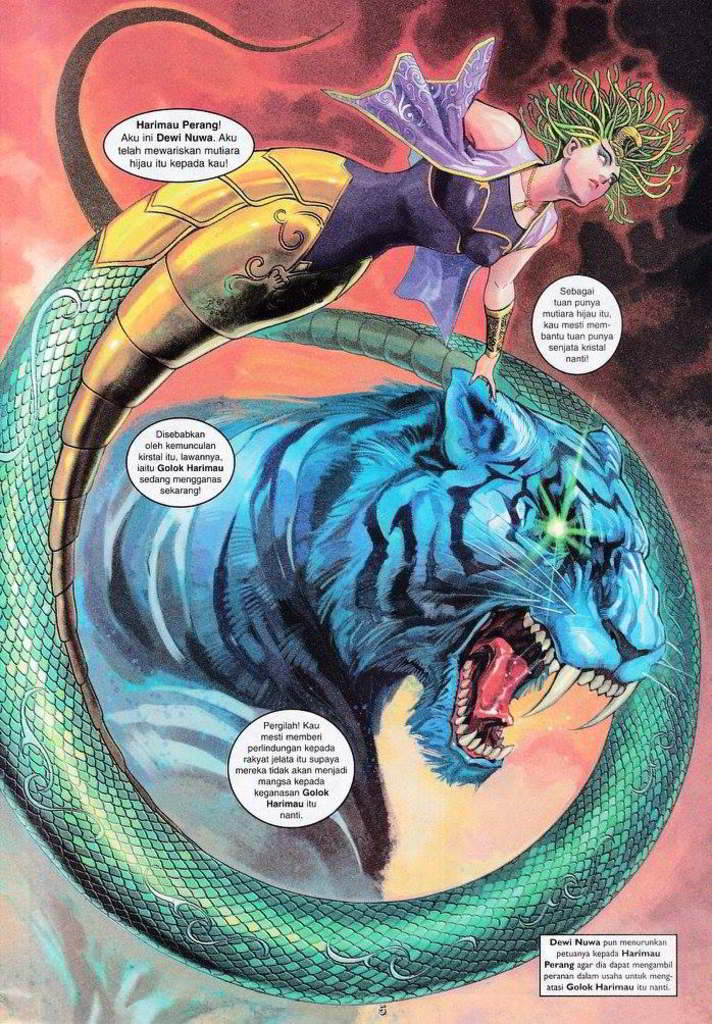 Harimau Perang!
Aku ini Dewi Nuwa. Aku
telah mewariskan mutiara
hijau itu kepada kau!
Sebagai
tuan punya
mutiara hijau itu,
kau mesti mem-
bantu tuan punya
senjata kristal
nanti!
Disebabkan
oleh kemunculan
kirstal itu, lawannya,
iaitu Golok Harimau
sedang mengganas
sekarang!
Pergilah! Kau
mesti memberi
perlindungan kepada
rakyat jelata itu supaya
mereka tidak akan menjadi
mangsa kepada
keganasan Golok
Harimau itu
nanti.
Dewi Nuwa pun menurunkan
petuanya kepada Harimau
Perang agar dia dapat mengambil
peranan dalam usaha untuk meng-
atasi Golok Harimau itu nanti.
5